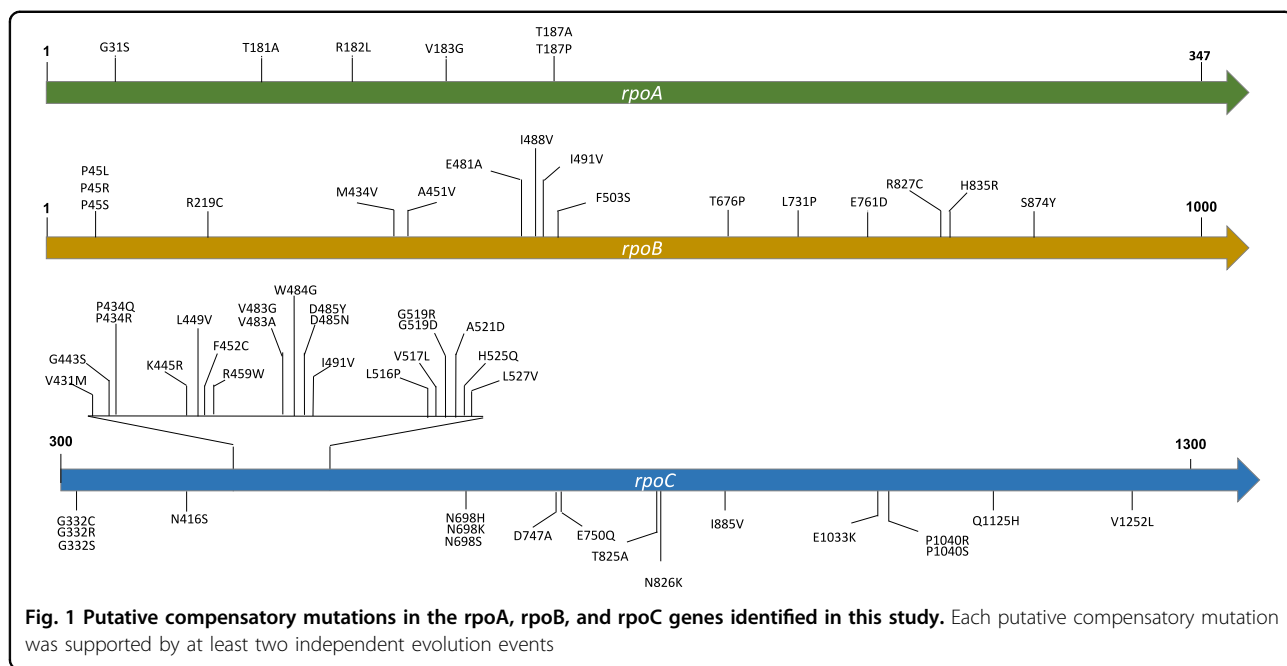 1
G31S
T181A
R182L
V183G
T187A
T187P
347
rpoA
1
P45L
P45R
P45S
R219C
M434V
A451V
E481A
I488V
I491V
F503S
T676P
L731P
E761D
R827C
H835R
S874Y
1000
rpoB
V431M
G443S
P434Q
P434R
K445R
L449V
F452C
R459W
V483G
V483A
W484G
D485Y
D485N
I491V
L516P
V517L
G519R
G519D
A521D
H525Q
L527V
300
1300
rpoC
G332C
G332R
G332S
N416S
N698H
N698K
N698S
D747A
E750Q
T825A
N826K
I885V
E1033K
P1040R
P1040S
Q1125H
V1252L
Fig. 1 Putative compensatory mutations in the rpoA, rpoB, and rpoC genes identified in this study. Each putative compensatory mutation
was supported by at least two independent evolution events